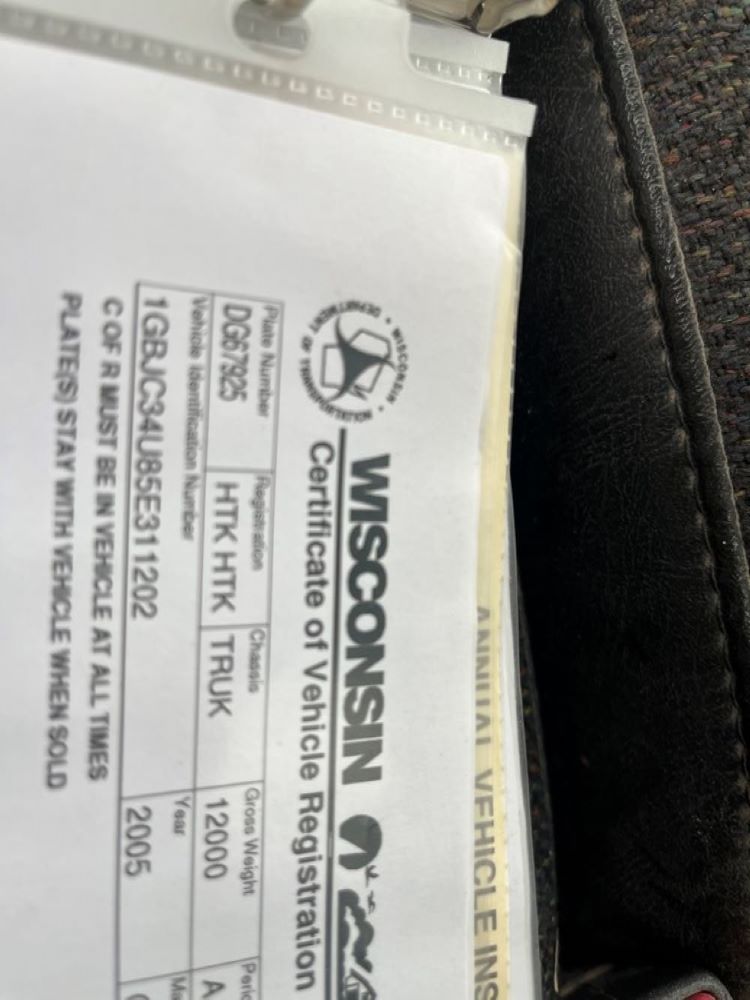 ANNUAL VEHICLE INS
WISCONSIN
Certificate of Vehicle Registration
WISCONSIN DEPARTMENT OF TRANSPORTATION
Plate Number Registration Chassis Gross Weight
DG67925 HTK HTK TRUK 12000 A
Vehicle Identification Number Year
1GBJC34U85E311202 2005
C OF R MUST BE IN VEHICLE AT ALL TIMES
PLATE(S) STAY WITH VEHICLE WHEN SOLD